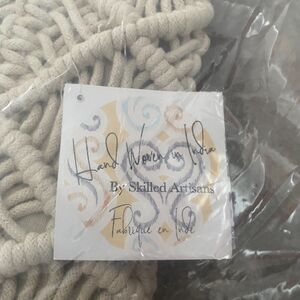 Hand Woven in India
By Skilled Artisans
Fabriqué en Inde